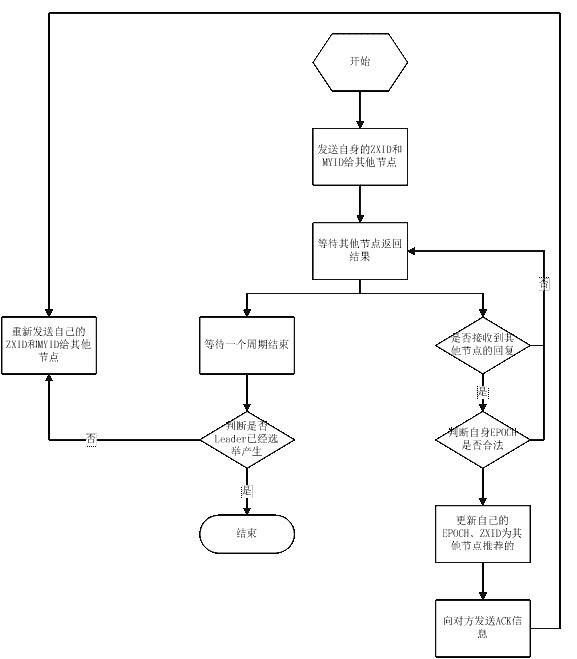 开始
发送自身的ZXID和
MYID给其他节点
等待其他节点返回
结果
否
重新发送自己的
ZXID和MYID给其他
节点
等待一个周期结束
是否接收到其
他节点的回复
是
否
判断是否
Leader已经选
举产生
判断自身EPOCH
是否合法
是
结束
更新自己的
EPOCH、ZXID为其
他节点推荐的
向对方发送ACK信
息